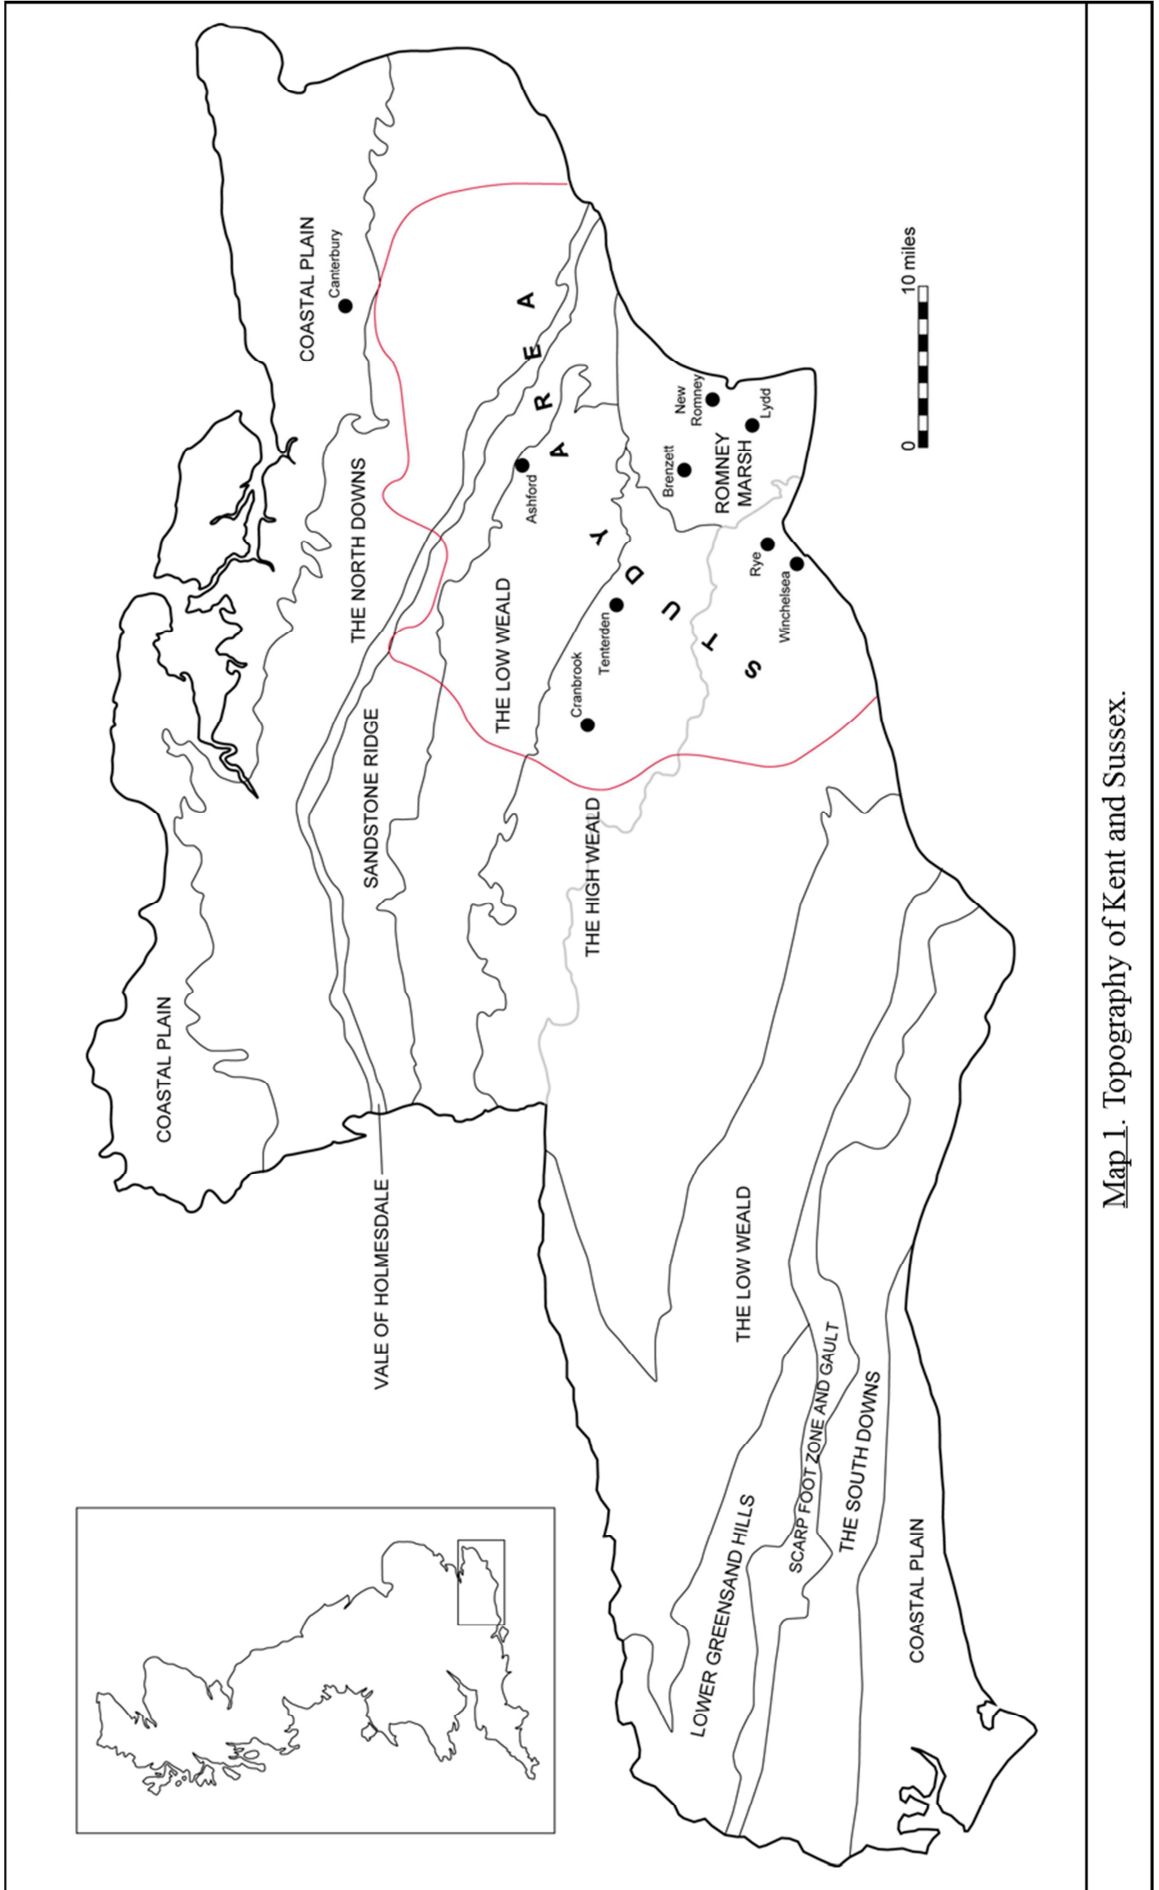 COASTAL PLAIN
Canterbury
COASTAL PLAIN
THE NORTH DOWNS
VALE OF HOLMESDALE
SANDSTONE RIDGE
Ashford
THE LOW WEALD
STUDY AREA
Cranbrook
Tenterden
THE HIGH WEALD
Brenzett
New
Romney
ROMNEY
MARSH
Lydd
Rye
Winchelsea
0
10 miles
THE LOW WEALD
LOWER GREENSAND HILLS
SCARP FOOT ZONE AND GAULT
THE SOUTH DOWNS
COASTAL PLAIN
Map 1. Topography of Kent and Sussex.